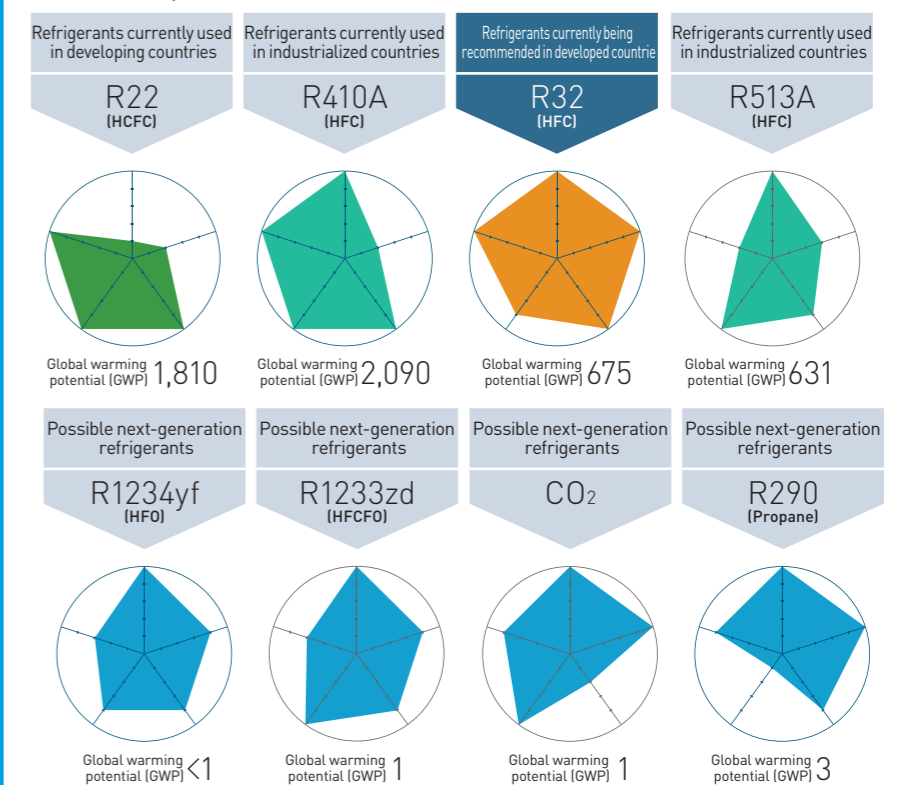 Refrigerants currently used
in developing countries
R22
(HCFC)
Refrigerants currently used
in industrialized countries
R410A
(HFC)
Refrigerants currently being
recommended in developed countrie
R32
(HFC)
Refrigerants currently used
in industrialized countries
R513A
(HFC)
Global warming
potential (GWP) 1,810
Global warming
potential (GWP) 2,090
Global warming
potential (GWP) 675
Global warming
potential (GWP) 631
Possible next-generation
refrigerants
R1234yf
(HFO)
Possible next-generation
refrigerants
R1233zd
(HFCFO)
Possible next-generation
refrigerants
CO₂
Possible next-generation
refrigerants
R290
(Propane)
Global warming
potential (GWP) <1
Global warming
potential (GWP) 1
Global warming
potential (GWP) 1
Global warming
potential (GWP) 3